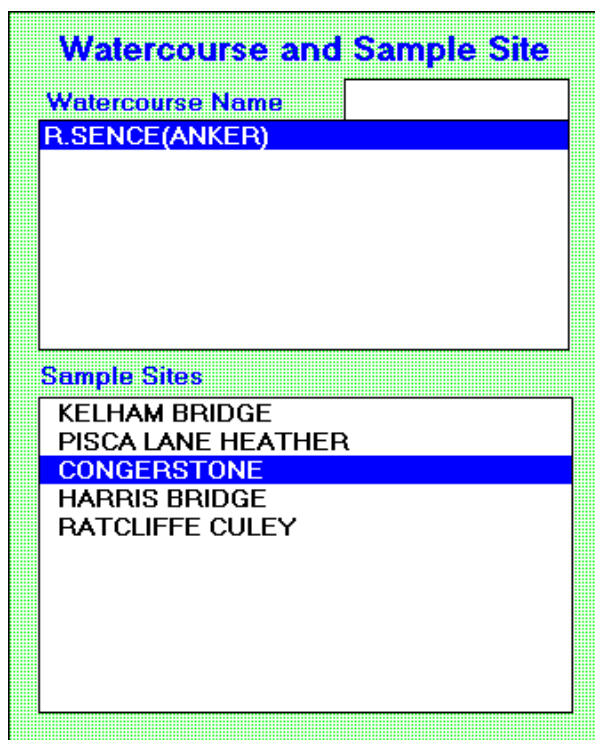 Watercourse and Sample Site
Watercourse Name
R.SENCE(ANKER)
Sample Sites
KELHAM BRIDGE
PISCA LANE HEATHER
CONGERSTONE
HARRIS BRIDGE
RATCLIFFE CULEY